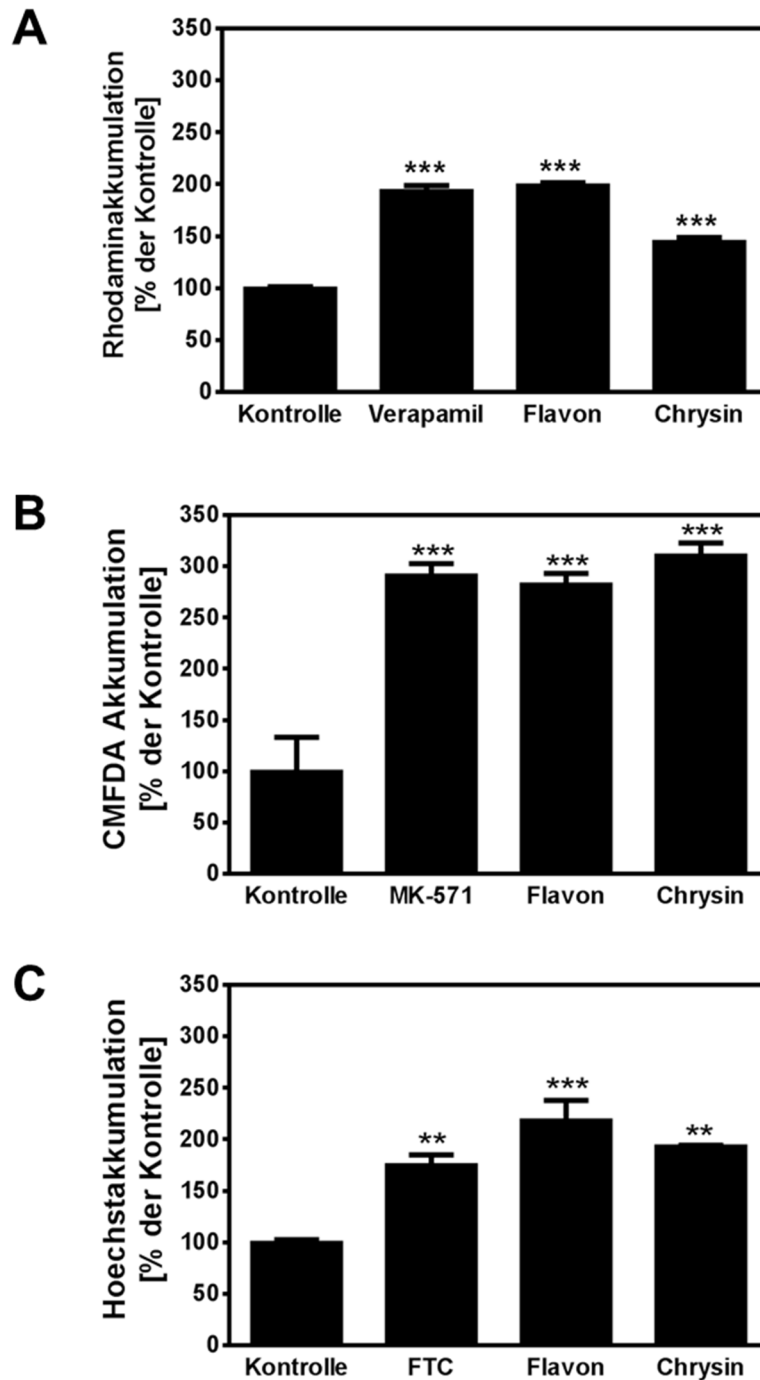 A
Rhodaminakkumulation
[% der Kontrolle]
350
300
250
200
150
100
50
0
***
***
***
Kontrolle Verapamil Flavon Chrysin
B
CMFDA Akkumulation
[% der Kontrolle]
350
300
250
200
150
100
50
0
***
***
***
Kontrolle MK-571 Flavon Chrysin
C
Hoechstakkumulation
[% der Kontrolle]
350
300
250
200
150
100
50
0
**
***
**
Kontrolle FTC Flavon Chrysin